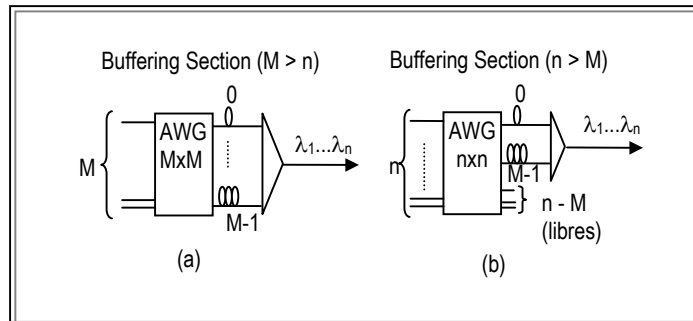 Buffering Section (M > n)
0
AWG
MxM
M
M-1
λ1...λn
(a)
Buffering Section (n > M)
0
AWG
nxn
n
M-1
λ1...λn
n - M
(libres)
(b)